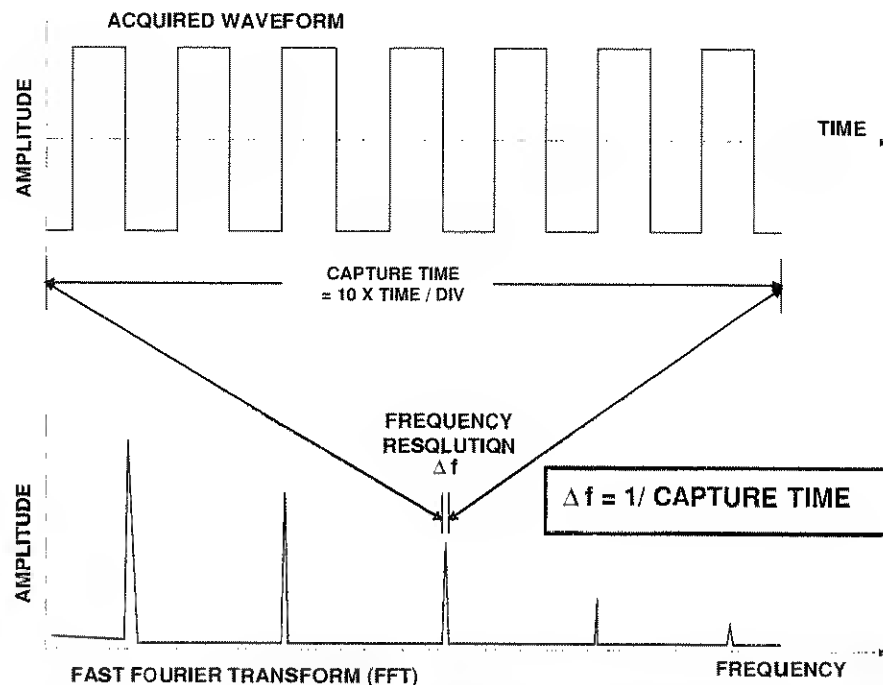 ACQUIRED WAVEFORM
AMPLITUDE
TIME
CAPTURE TIME
= 10 X TIME / DIV
FREQUENCY
RESQLUTIQN
Δ f
Δ f = 1/ CAPTURE TIME
AMPLITUDE
FAST FOURIER TRANSFORM (FFT)
FREQUENCY